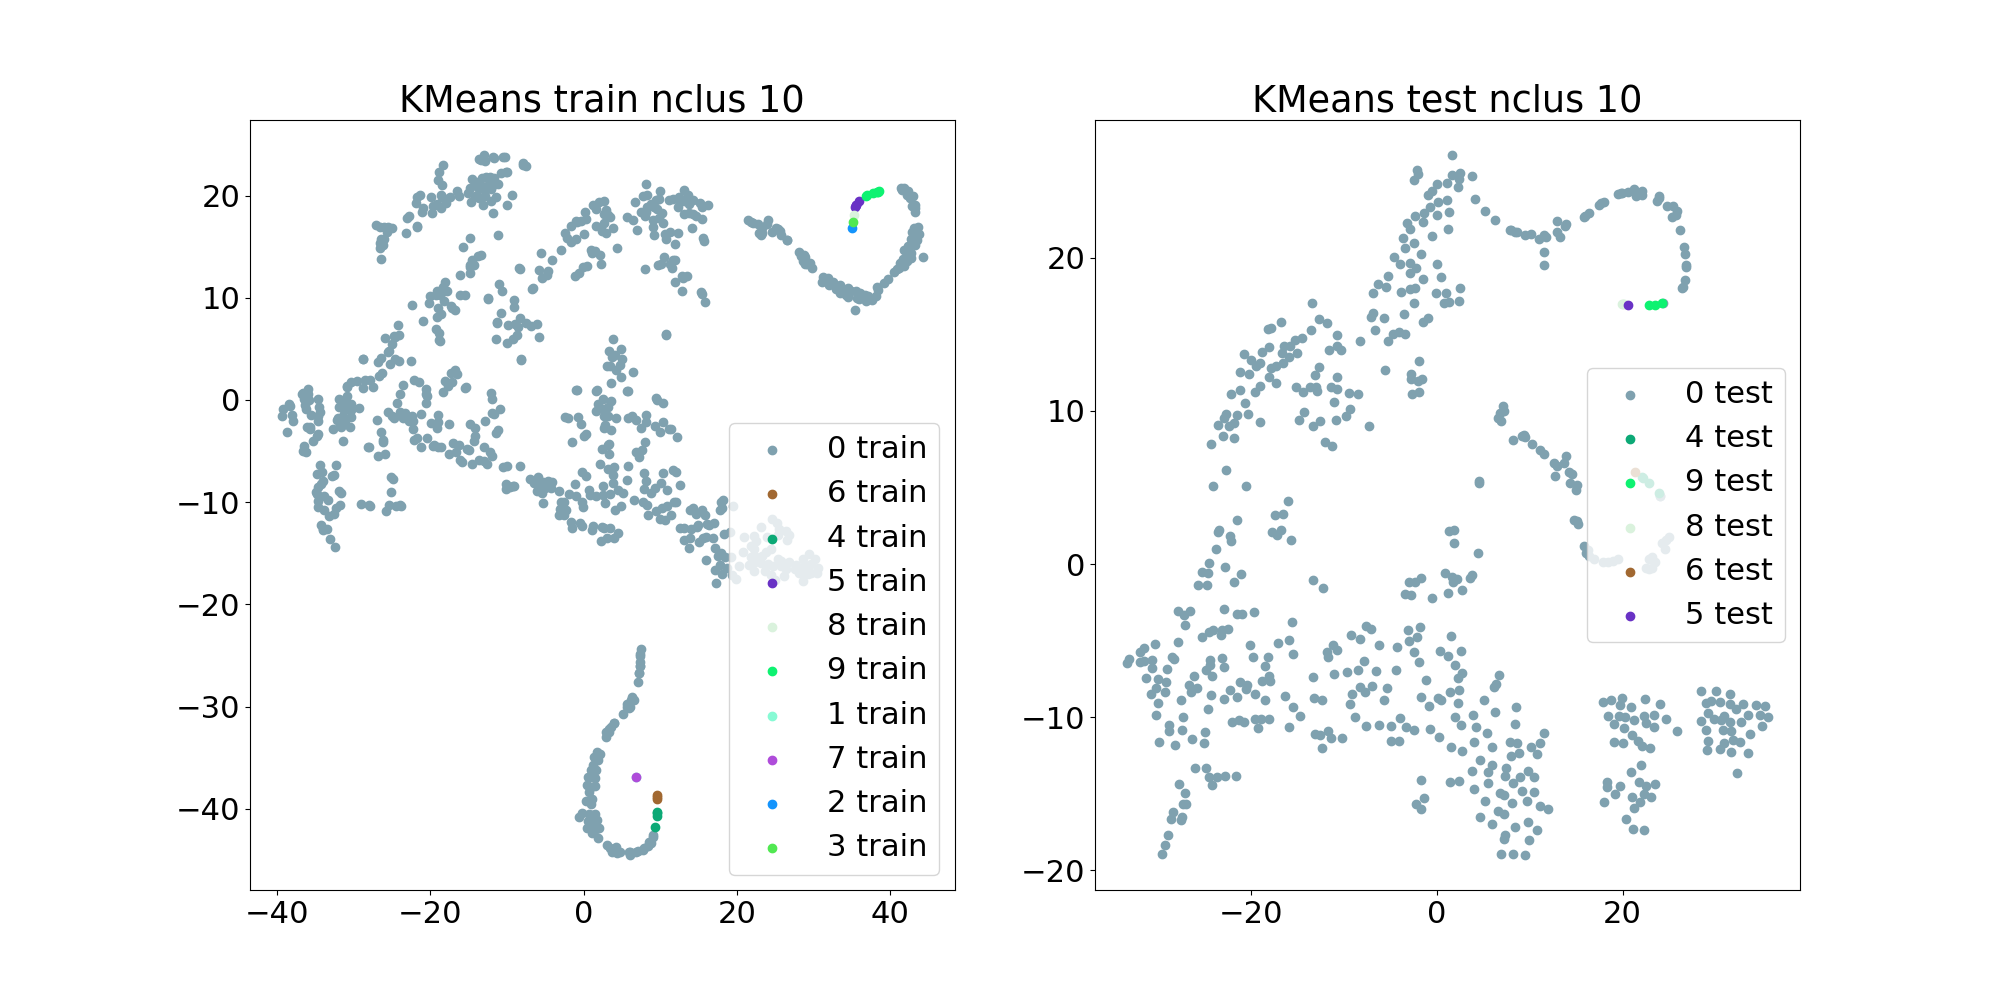 KMeans train nclus 10
20
10
0
−10
−20
−30
−40
−40
−20
0
20
40
0 train
6 train
4 train
5 train
8 train
9 train
1 train
7 train
2 train
3 train
KMeans test nclus 10
20
10
0
−10
−20
−20
0
20
0 test
4 test
9 test
8 test
6 test
5 test